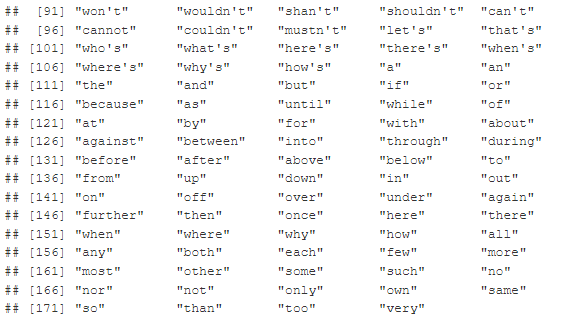 ## [91] "won't" "wouldn't" "shan't" "shouldn't" "can't"
## [96] "cannot" "couldn't" "mustn't" "let's" "that's"
## [101] "who's" "what's" "here's" "there's" "when's"
## [106] "where's" "why's" "how's" "a" "an"
## [111] "the" "and" "but" "if" "or"
## [116] "because" "as" "until" "while" "of"
## [121] "at" "by" "for" "with" "about"
## [126] "against" "between" "into" "through" "during"
## [131] "before" "after" "above" "below" "to"
## [136] "from" "up" "down" "in" "out"
## [141] "on" "off" "over" "under" "again"
## [146] "further" "then" "once" "here" "there"
## [151] "when" "where" "why" "how" "all"
## [156] "any" "both" "each" "few" "more"
## [161] "most" "other" "some" "such" "no"
## [166] "nor" "not" "only" "own" "same"
## [171] "so" "than" "too" "very"